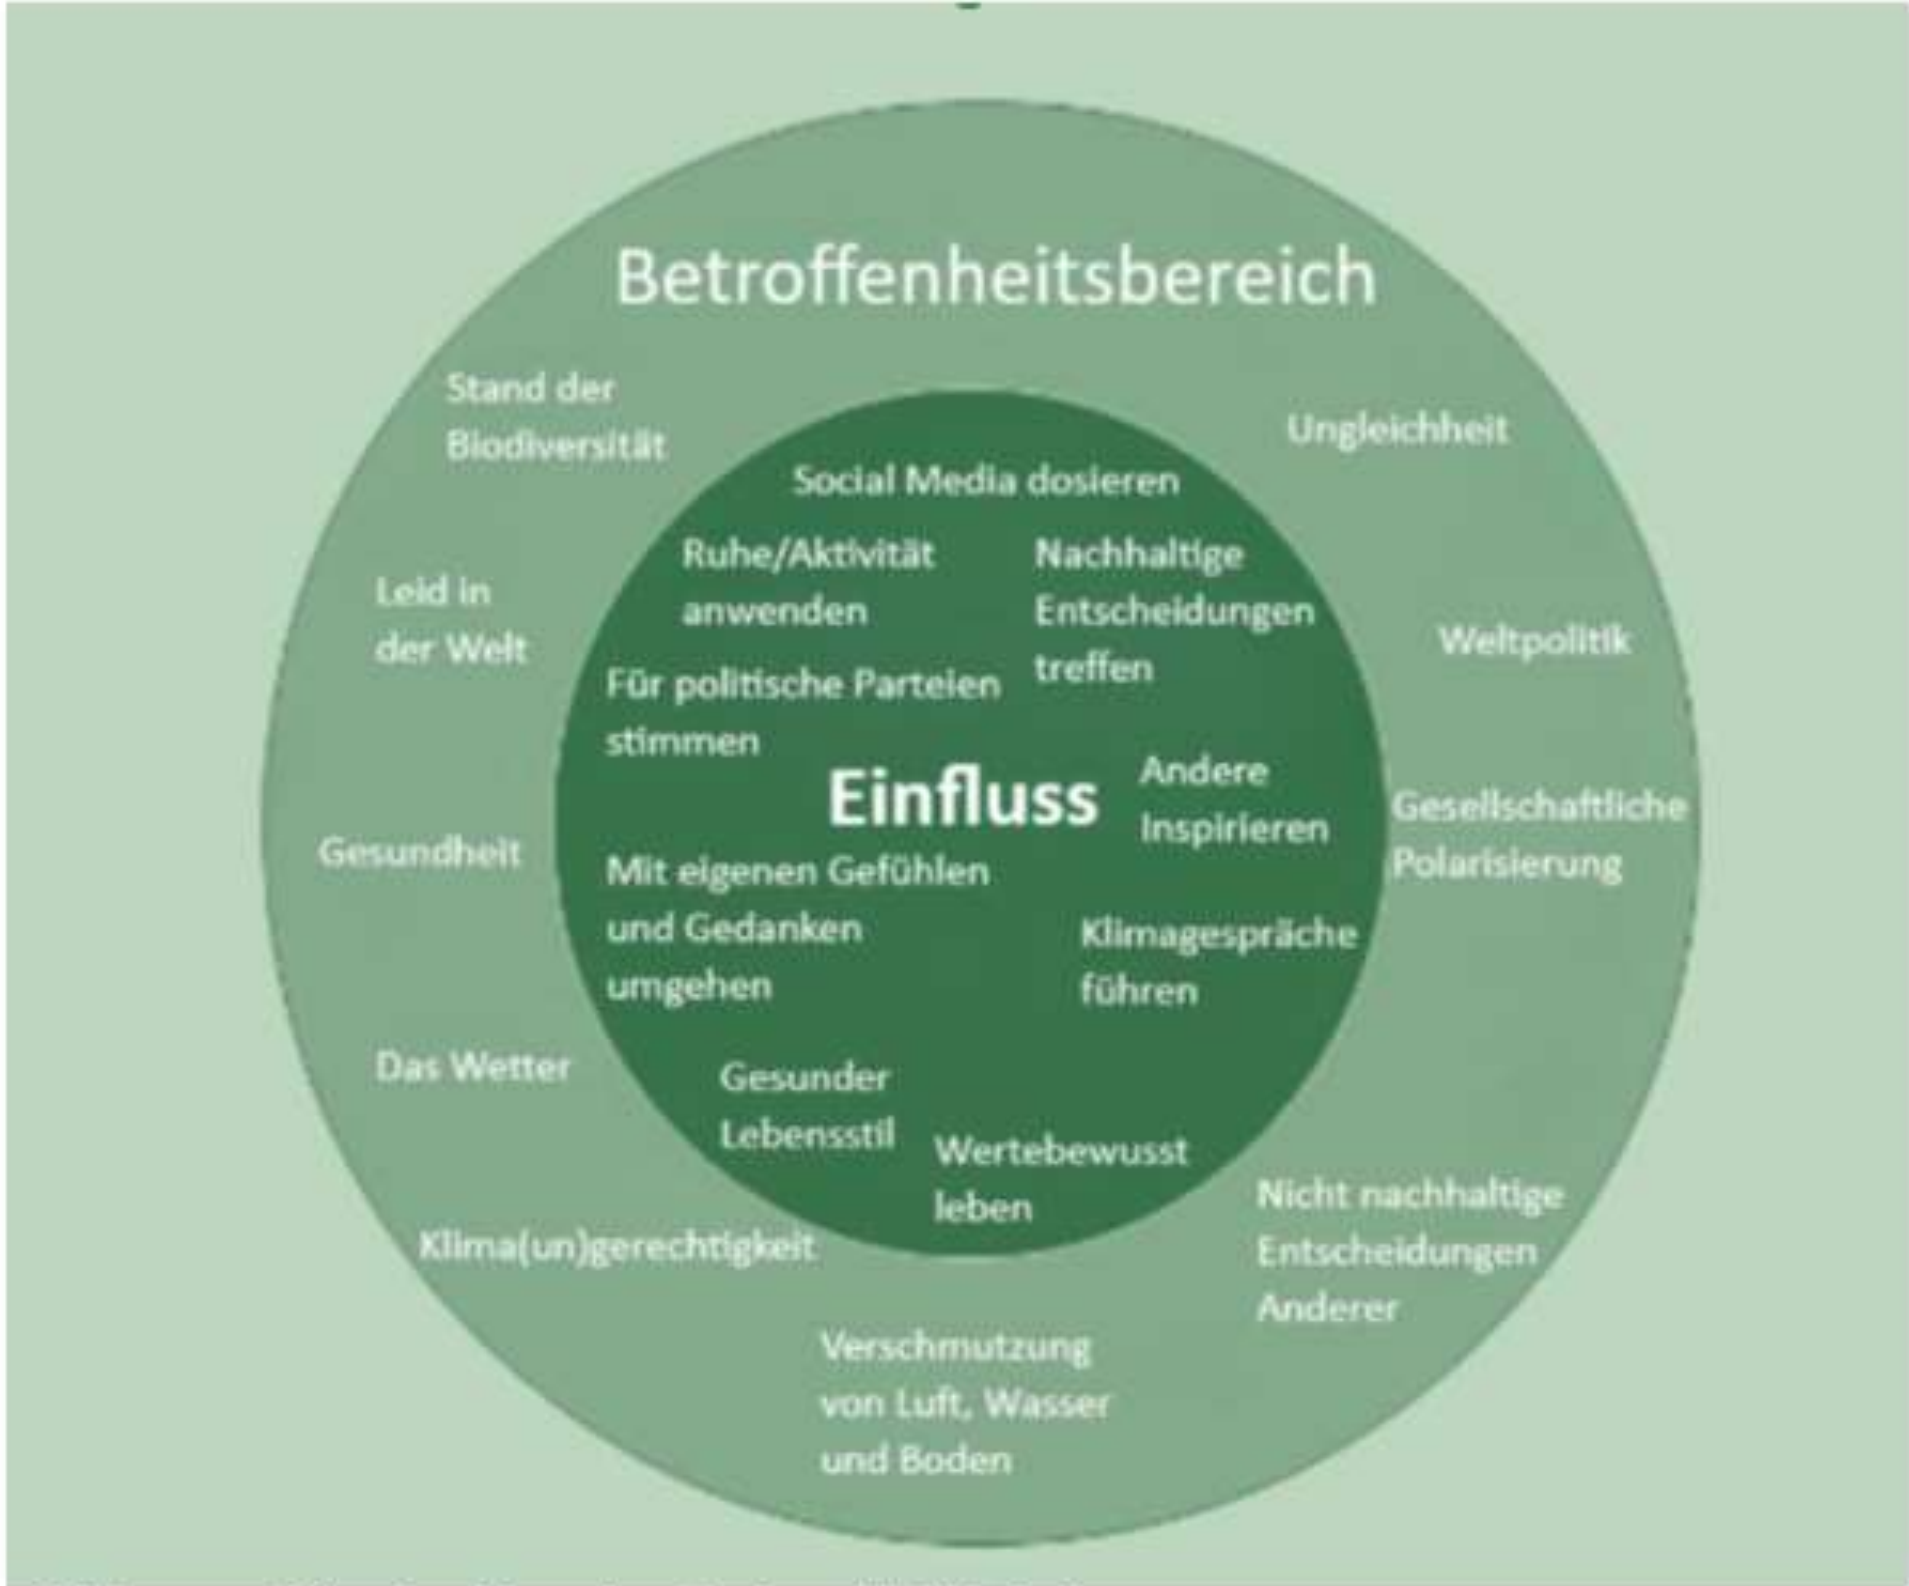 Betroffenheitsbereich
Stand der
Biodiversität
Ungleichheit
Social Media dosieren
Ruhe/Aktivität
anwenden
Nachhaltige
Entscheidungen
treffen
Leid in
der Welt
Weltpolitik
Für politische Parteien
stimmen
Einfluss
Andere
Inspirieren
Gesellschaftliche
Polarisierung
Gesundheit
Mit eigenen Gefühlen
und Gedanken
umgehen
Klimagespräche
führen
Das Wetter
Gesunder
Lebensstil
Wertebewusst
leben
Klima(un)gerechtigkeit
Nicht nachhaltige
Entscheidungen
Anderer
Verschmutzung
von Luft, Wasser
und Boden